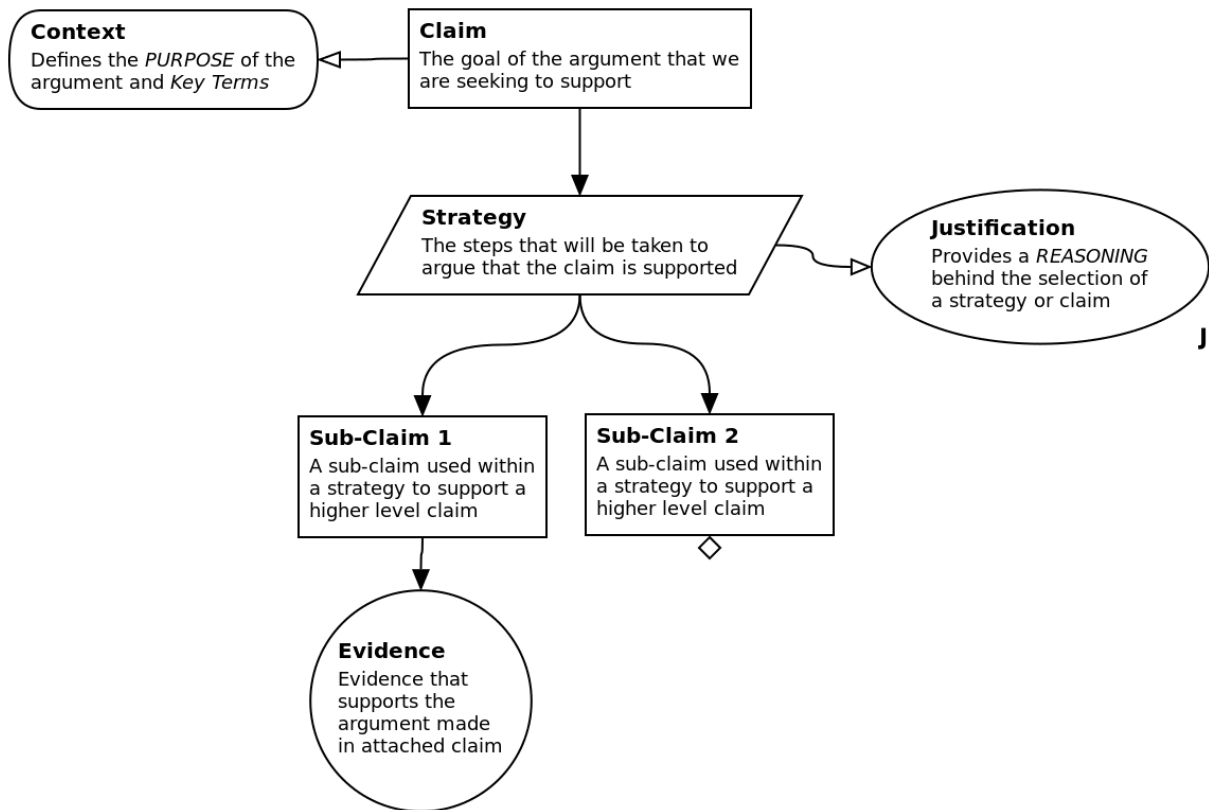 Context
Defines the PURPOSE of the
argument and Key Terms
Claim
The goal of the argument that we
are seeking to support
Strategy
The steps that will be taken to
argue that the claim is supported
Justification
Provides a REASONING
behind the selection of
a strategy or claim
J
Sub-Claim 1
A sub-claim used within
a strategy to support a
higher level claim
Sub-Claim 2
A sub-claim used within
a strategy to support a
higher level claim
Evidence
Evidence that
supports the
argument made
in attached claim